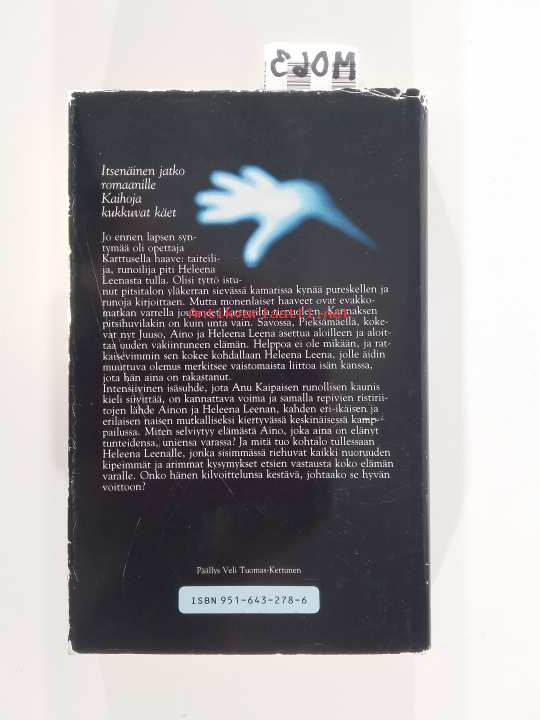 M063
Itsenäinen jatko
romaanille
Kaihoja
kukkuvat käet
Jo ennen lapsen syn-
tymää oli opettaja
Karttusella haave: taiteili-
ja, runoilija piti Heleena
Leenasta tulla. Olisi tyttö istu-
nut pitsitalon yläkerran sievässä kamarissa kynää pureskellen ja
runoja kirjoittaen. Mutta monenlaiset haaveet ovat evakko-
matkan varrella
pitsihuvilakin on kuin unta vain. Savossa, Pieksämäellä, koke-
vat nyt Juuso, Aino ja Heleena Leena asettua aloilleen ja aloit-
taa uuden vakiintuneen elämän. Helppoa ei ole mikään, ja rat-
kaisevimmin sen kokee kohdallaan Heleena Leena, jolle äidin
muuttuva olemus merkitsee vaistomaista liittoa isän kanssa,
jota hän aina on rakastanut.
Intensiivinen isäsuhde, jota Anu Kaipaisen runollisen kaunis
kieli siivittää, on kannattava voima ja samalla repivien ristirii-
tojen lähde Ainon ja Heleena Leenan, kahden eri-ikäisen ja
erilaisen naisen mutkalliseksi kiertyvässä keskinäisessä kamp-
pailussa. Miten selviytyy elämästä Aino, joka aina on elänyt
tunteidensa, uniensa varassa? Ja mitä tuo kohtalo tullessaan
Heleena Leenalle, jonka sisimmässä riehuvat kaikki nuoruuden
kipeimmät ja arimmat kysymykset etsien vastausta koko elämän
varalle. Onko hänen kilvoittelunsa kestävä, johtaako se hyvän
voittoon?
Antikvariaatti.net
Päällys Veli Tuomas-Kettunen
ISBN 951-643-278-6